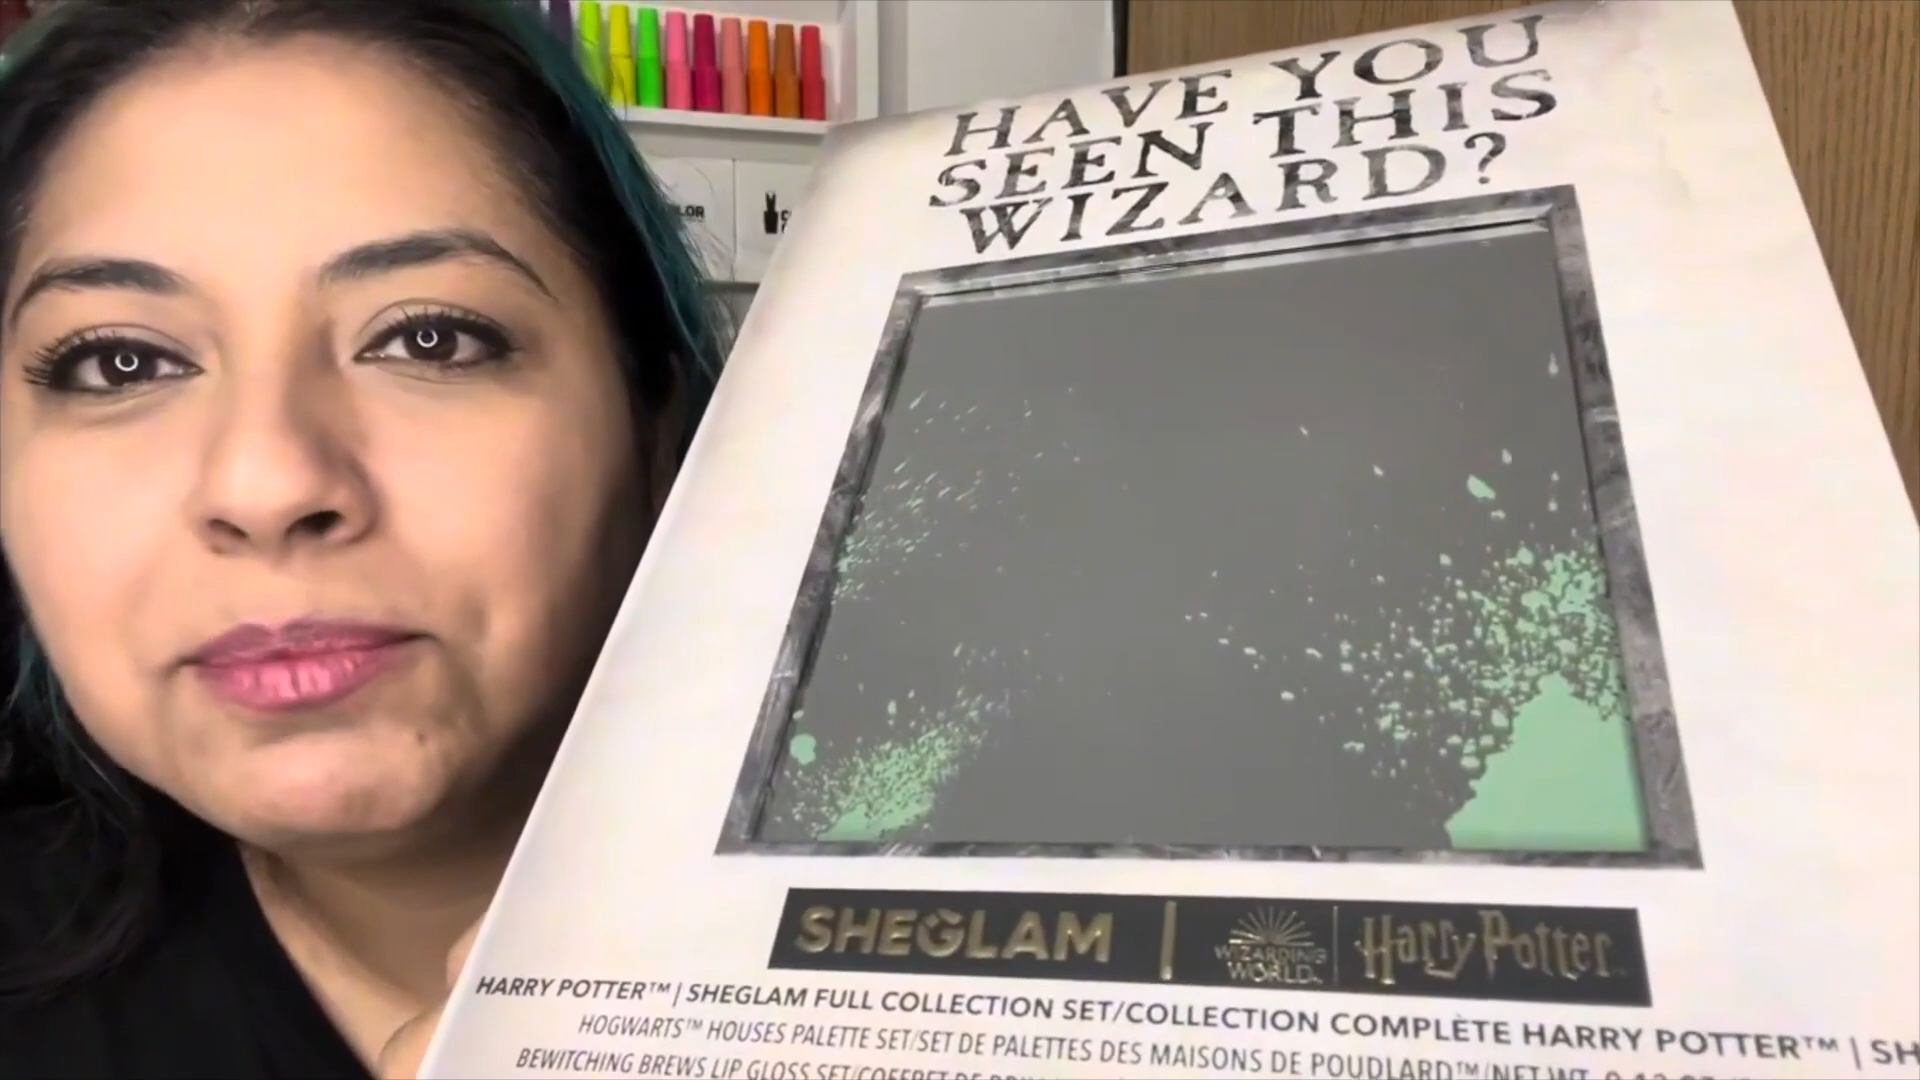 HAVE YOU
SEEN THIS
WIZARD?
SHEGLAM | WIZARDING WORLD | Harry Potter
HARRY POTTER™ | SHEGLAM FULL COLLECTION SET/COLLECTION COMPLÈTE HARRY POTTER™ | SH
HOGWARTS™ HOUSES PALETTE SET/SET DE PALETTES DES MAISONS DE POUDLARD™/NET WT.
BEWITCHING BREWS LIP GLOSS SET/COFFRET DE